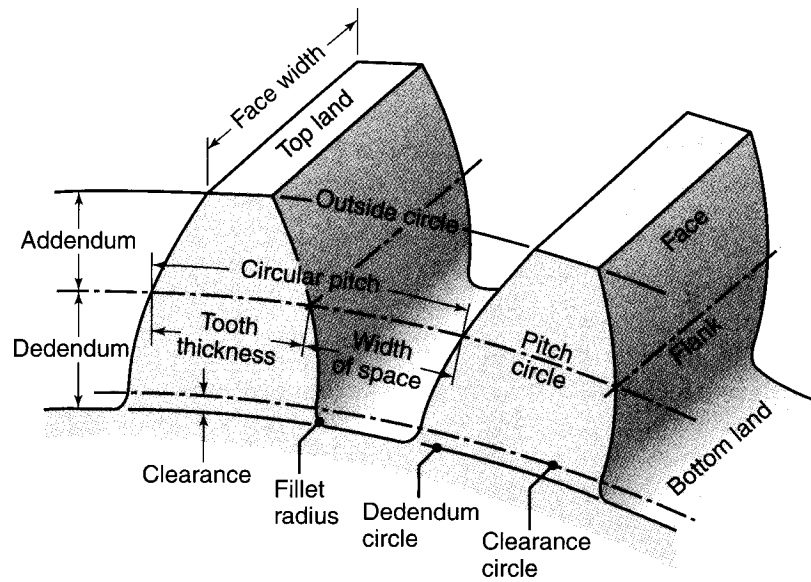 Face width
Top land
Outside circle
Addendum
Face
Circular pitch
Tooth
thickness
Width
of space
Pitch
circle
Flank
Dedendum
Bottom land
Clearance
Fillet
radius
Dedendum
circle
Clearance
circle